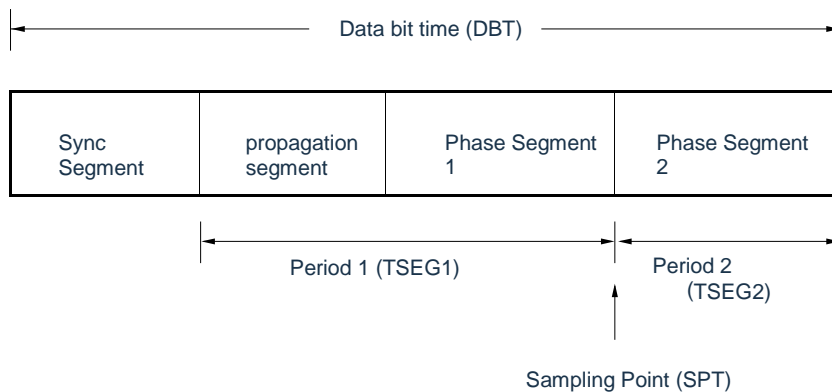 Data bit time (DBT)
Sync
Segment
propagation
segment
Phase Segment
1
Phase Segment
2
Period 1 (TSEG1)
Period 2
(TSEG2)
Sampling Point (SPT)